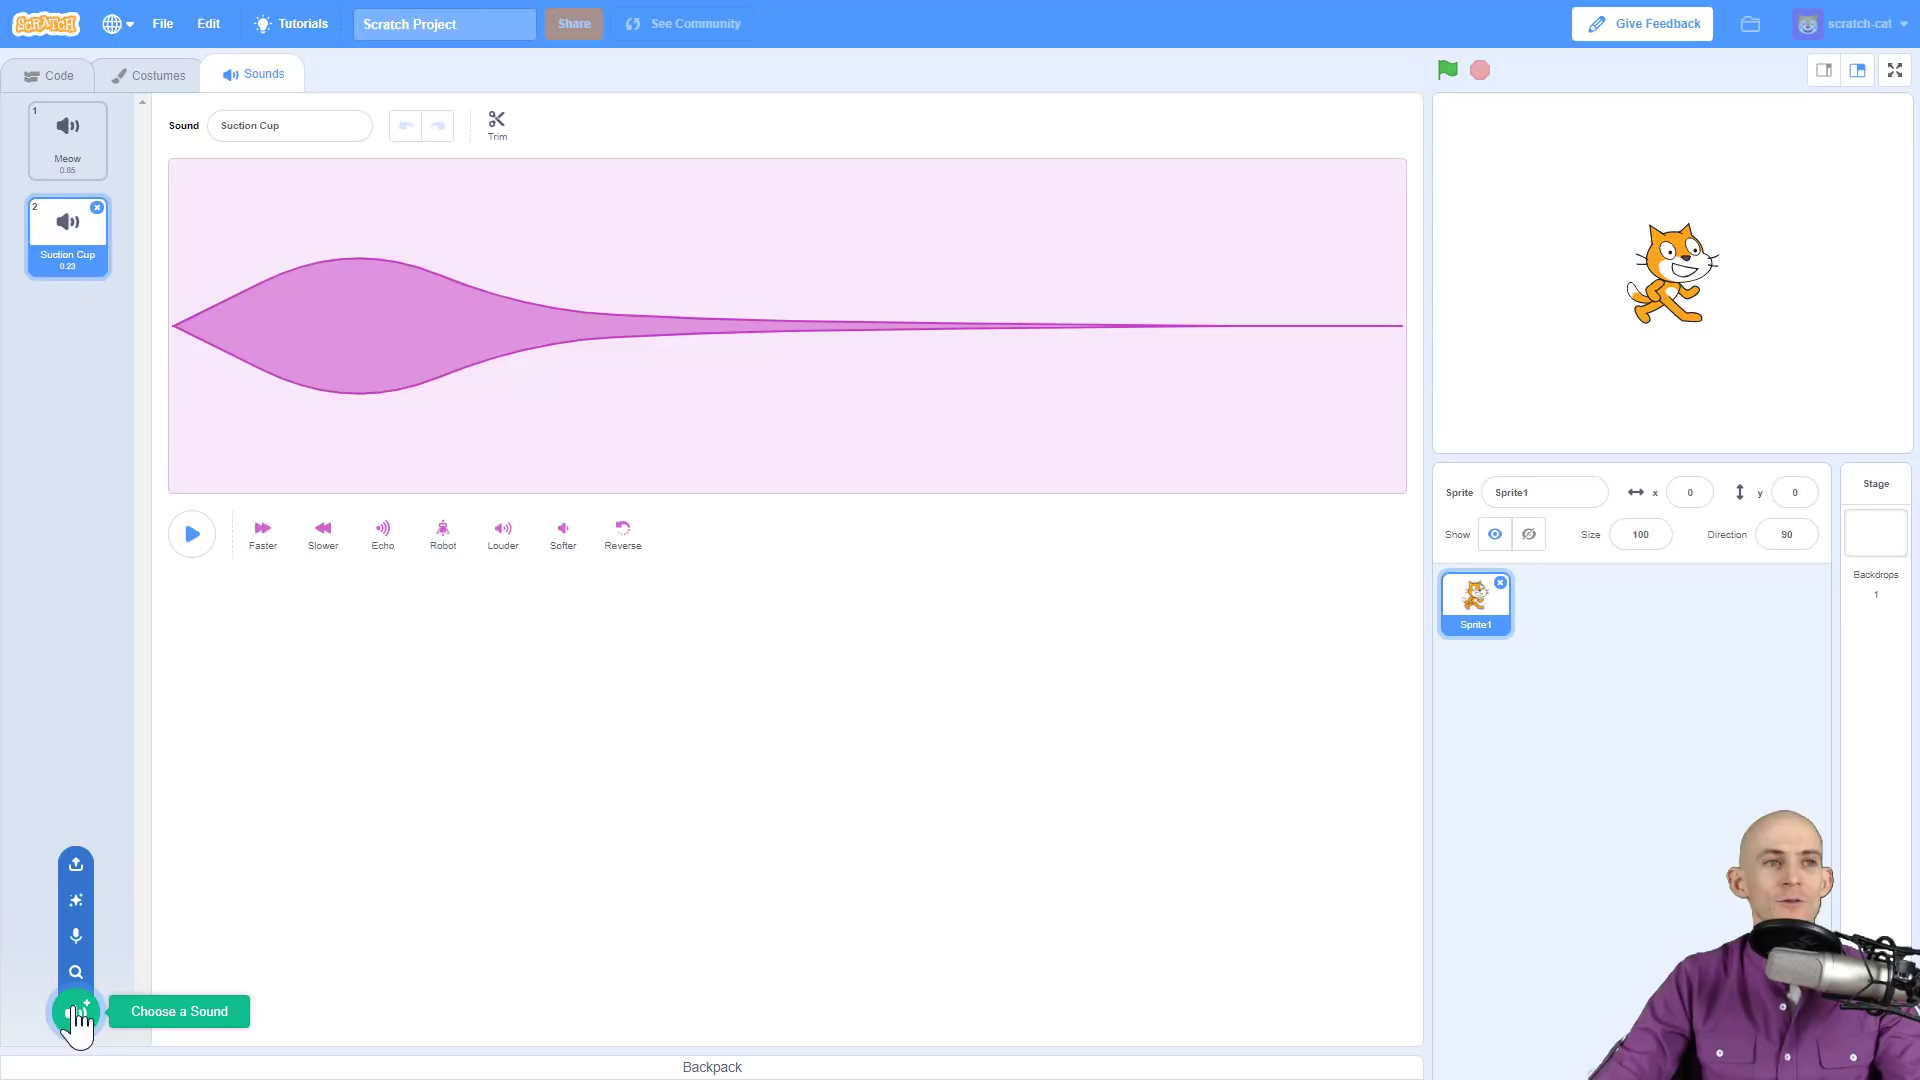 SCRATCH
File
Edit
Tutorials
Scratch Project
Share
See Community
Give Feedback
scratch-cat
Code
Costumes
Sounds
1
Meow
0.85
2
Suction Cup
0.23
Sound
Suction Cup
Trim
Faster
Slower
Echo
Robot
Louder
Softer
Reverse
Choose a Sound
Backpack
Sprite
Sprite1
x
0
y
0
Show
Size
100
Direction
90
Sprite1
Stage
Backdrops
1